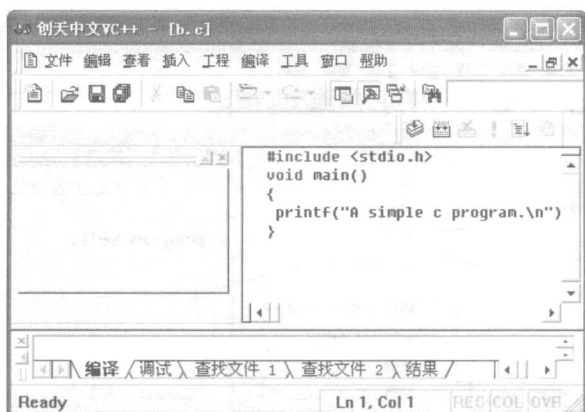 创天中文VC++ - [b.c]
文件 编辑 查看 插入 工程 编译 工具 窗口 帮助
#include <stdio.h>
void main()
{
printf("A simple c program.\n")
}
编译 调试 查找文件 1 查找文件 2 结果
Ready Ln 1, Col 1 REC COL OVR